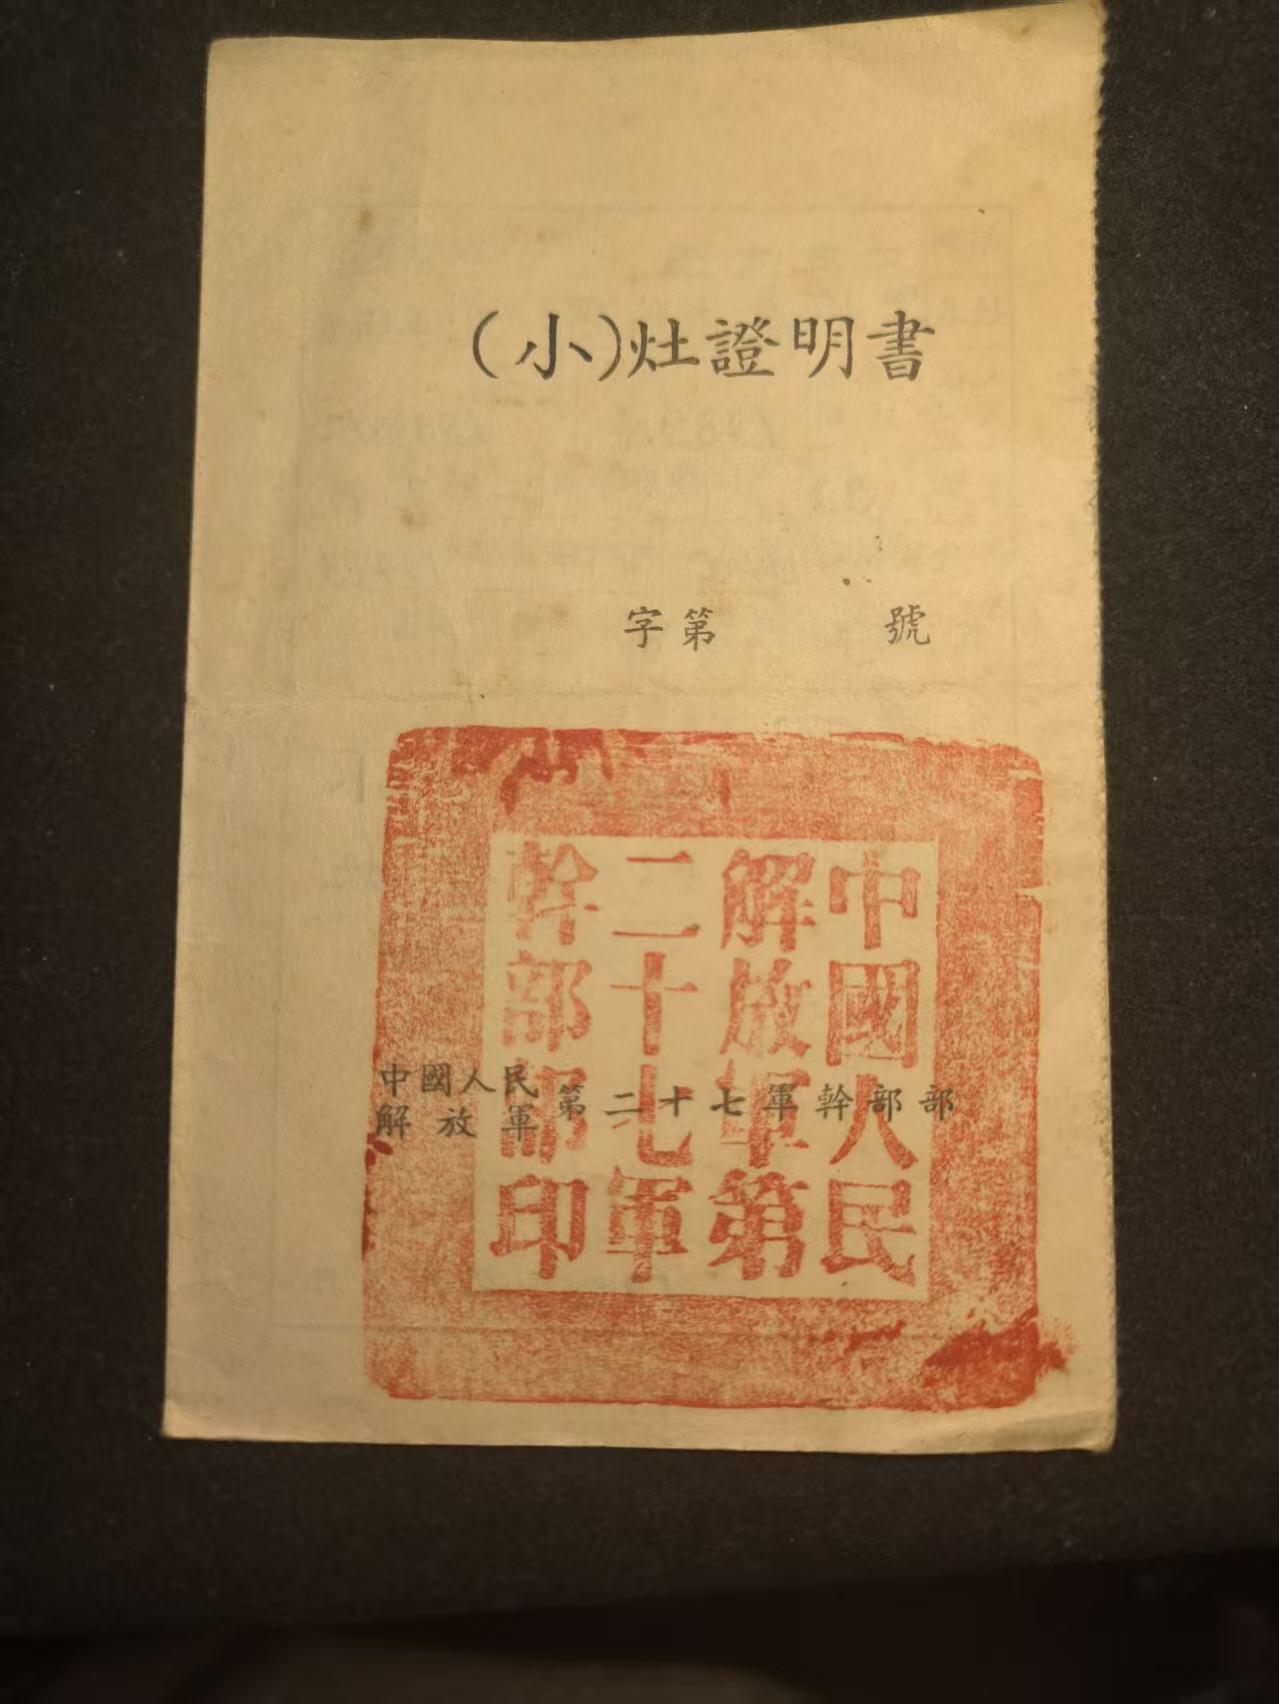 (小)灶證明書
字第 號
中國人民
解放軍第二十七軍幹部部
中國人民
解放軍第
二十七軍
幹部部印